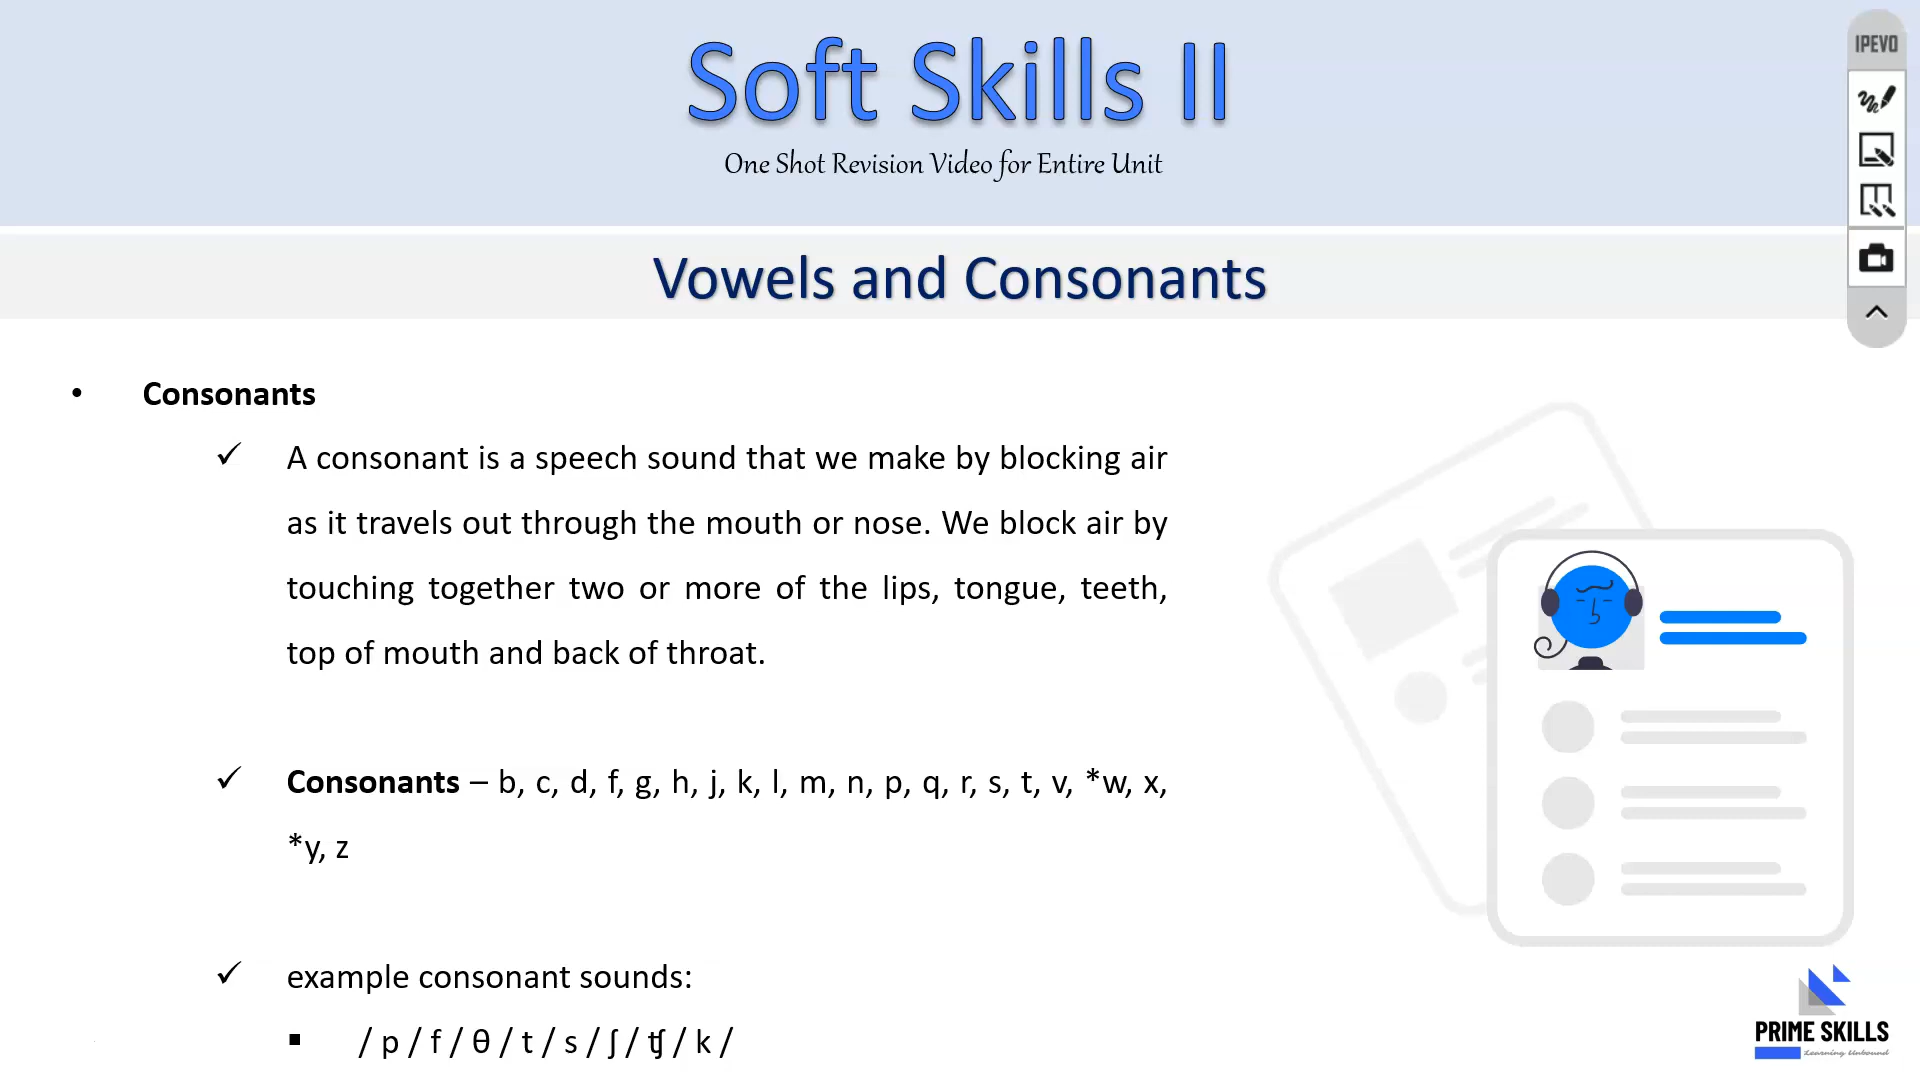 Soft Skills II
One Shot Revision Video for Entire Unit
IPEVO
Vowels and Consonants
• Consonants
✓ A consonant is a speech sound that we make by blocking air
as it travels out through the mouth or nose. We block air by
touching together two or more of the lips, tongue, teeth,
top of mouth and back of throat.
✓ Consonants – b, c, d, f, g, h, j, k, l, m, n, p, q, r, s, t, v, *w, x,
*y, z
✓ example consonant sounds:
▪ / p / f / θ / t / s / ʃ / ʧ / k /
PRIME SKILLS
Learning Unbound